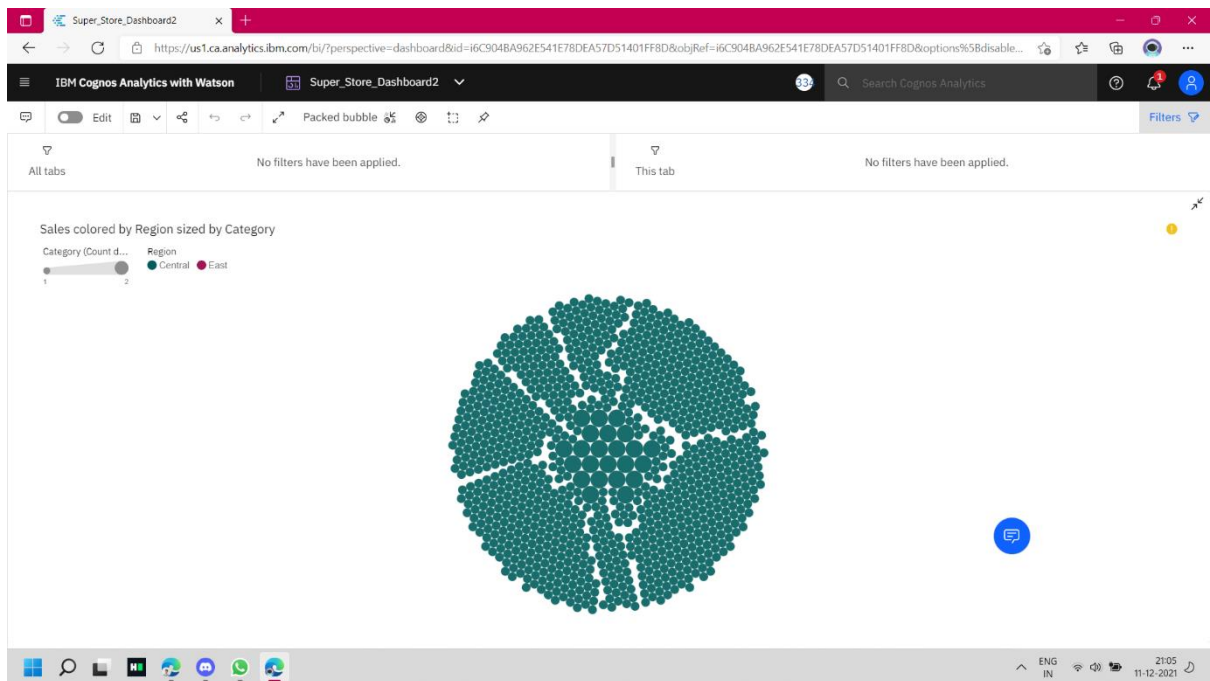 Super_Store_Dashboard2
https://us1.ca.analytics.ibm.com/bi/?perspective=dashboard&id=i6C904BA962E541E78DEA57D51401FF8D&objRef=i6C904BA962E541E78DEA57D51401FF8D&options%5Bdisable...
IBM Cognos Analytics with Watson
Super_Store_Dashboard2
334
Search Cognos Analytics
1
Edit
Packed bubble
Filters
All tabs
No filters have been applied.
This tab
No filters have been applied.
Sales colored by Region sized by Category
Category (Count d...
Region
Central
East
1
2
ENG
IN
21:05
11-12-2021